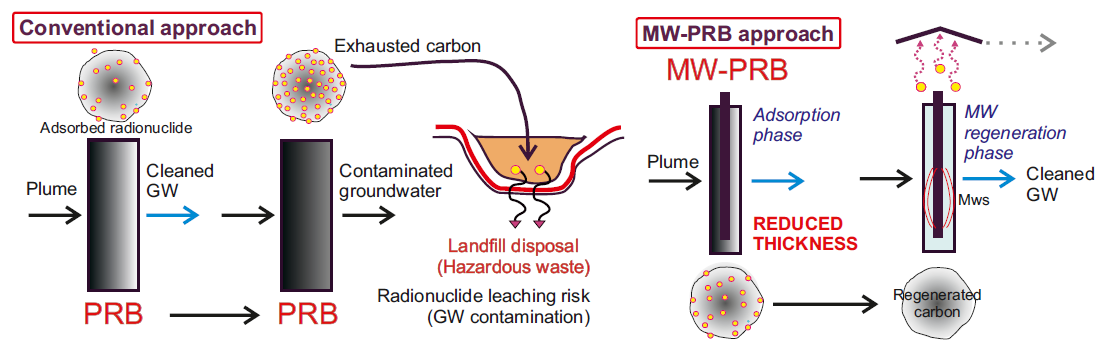 Conventional approach
Exhausted carbon
Adsorbed radionuclide
Plume
Cleaned
GW
Contaminated
groundwater
PRB
PRB
Landfill disposal
(Hazardous waste)
Radionuclide leaching risk
(GW contamination)
MW-PRB approach
MW-PRB
Adsorption
phase
Plume
REDUCED
THICKNESS
MW
regeneration
phase
Mws
Cleaned
GW
Regenerated
carbon